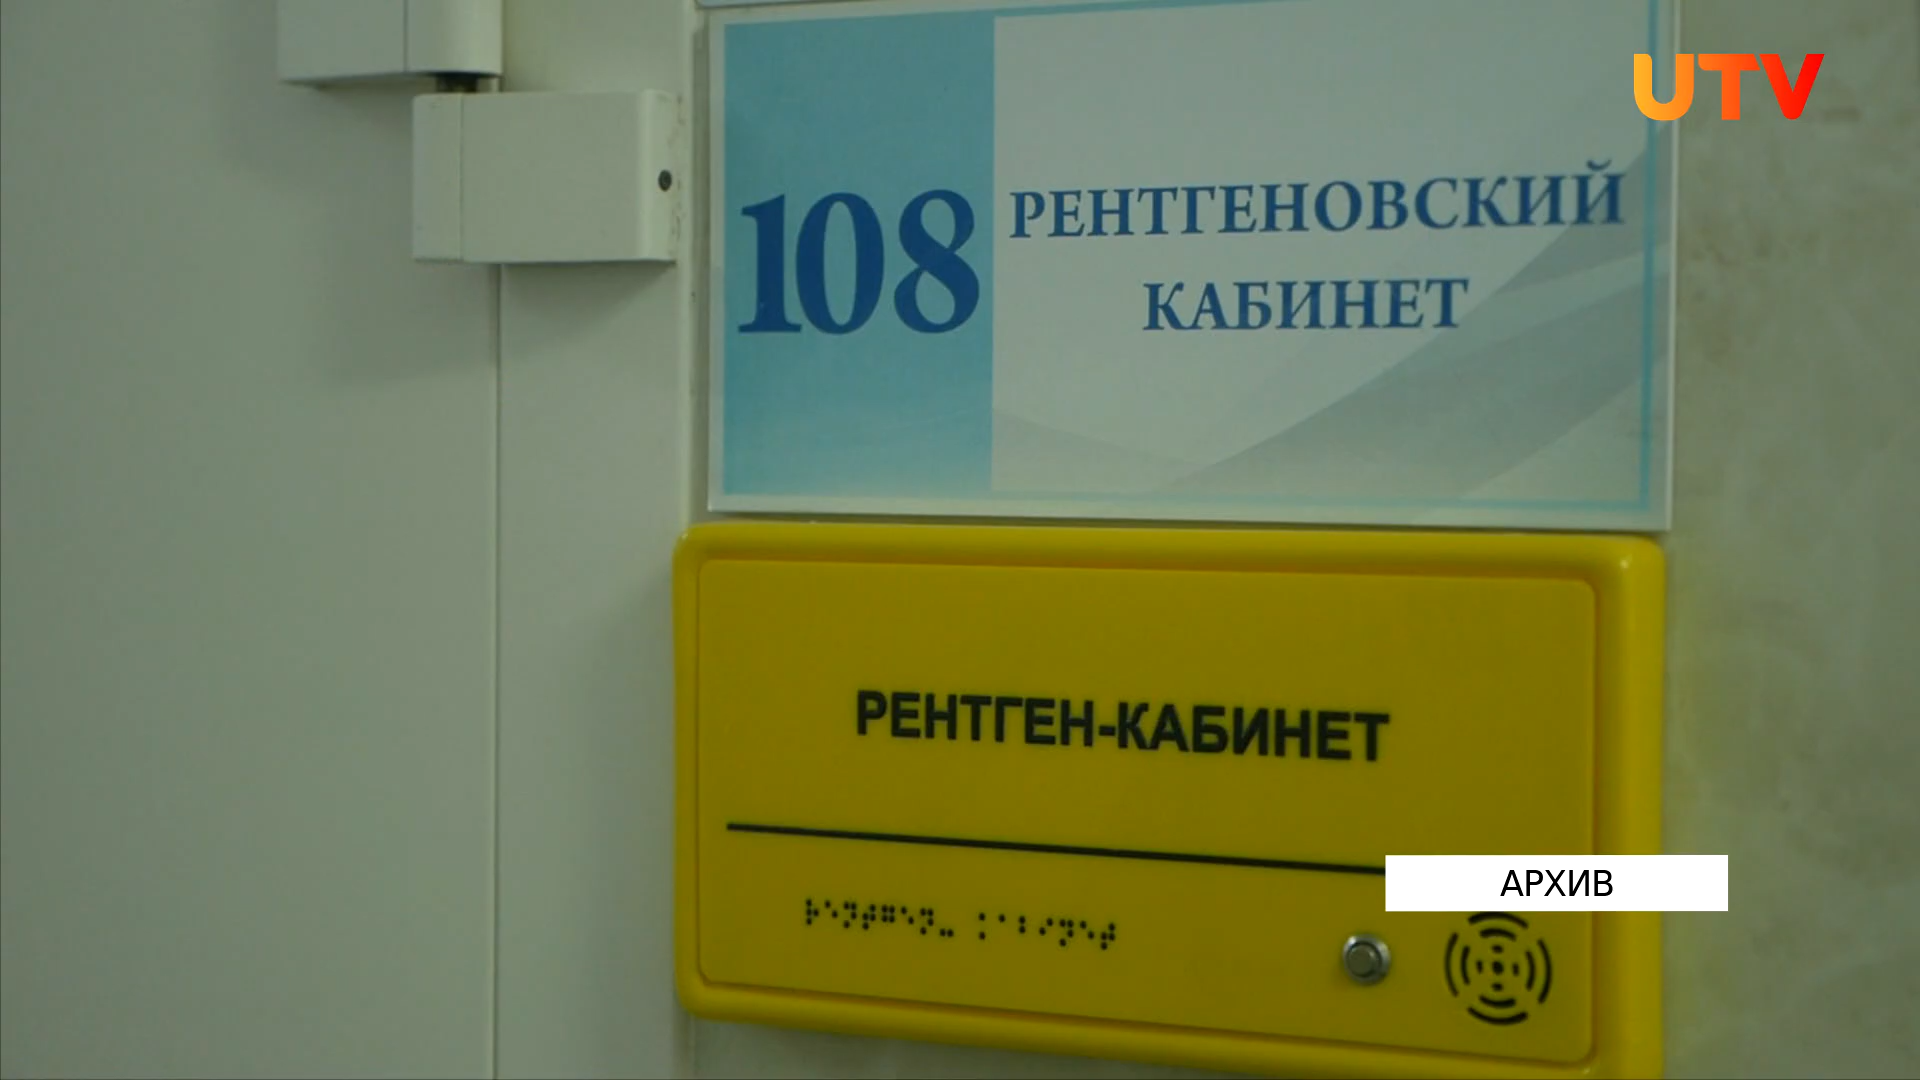 UTV
108
РЕНТГЕНОВСКИЙ
КАБИНЕТ
РЕНТГЕН-КАБИНЕТ
⠗⠑⠝⠞⠛⠑⠝⠤ ⠅⠁⠃⠊⠝⠑⠞
АРХИВ